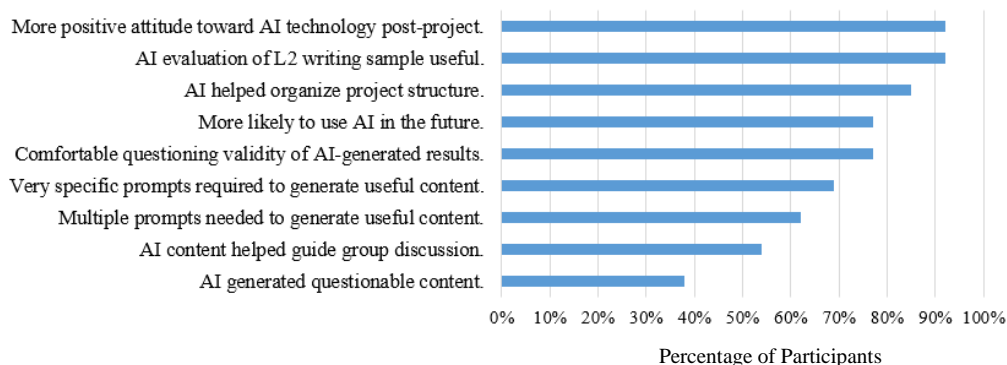 More positive attitude toward AI technology post-project.
AI evaluation of L2 writing sample useful.
AI helped organize project structure.
More likely to use AI in the future.
Comfortable questioning validity of AI-generated results.
Very specific prompts required to generate useful content.
Multiple prompts needed to generate useful content.
AI content helped guide group discussion.
AI generated questionable content.
0% 10% 20% 30% 40% 50% 60% 70% 80% 90% 100%
Percentage of Participants